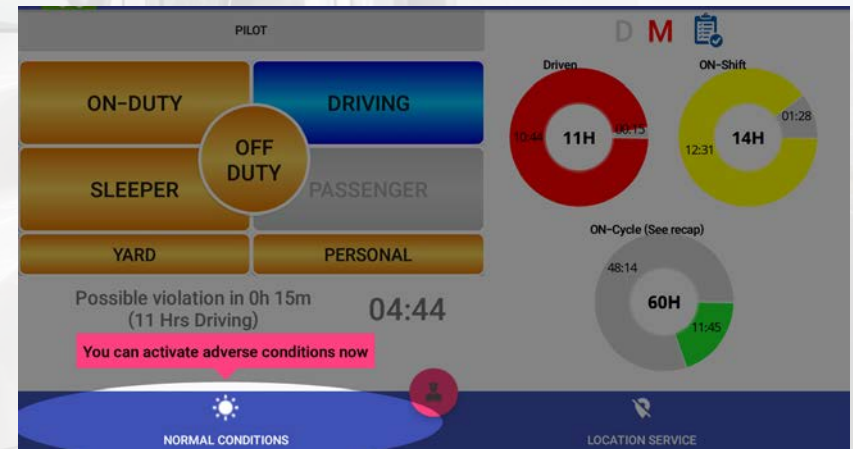 PILOT
D M
ON-DUTY
DRIVING
OFF
DUTY
SLEEPER
PASSENGER
YARD
PERSONAL
Possible violation in 0h 15m
(11 Hrs Driving)
04:44
You can activate adverse conditions now
NORMAL CONDITIONS
Driven
10:44
11H
00:15
ON-Shift
01:28
12:31
14H
ON-Cycle (See recap)
48:14
60H
11:45
LOCATION SERVICE